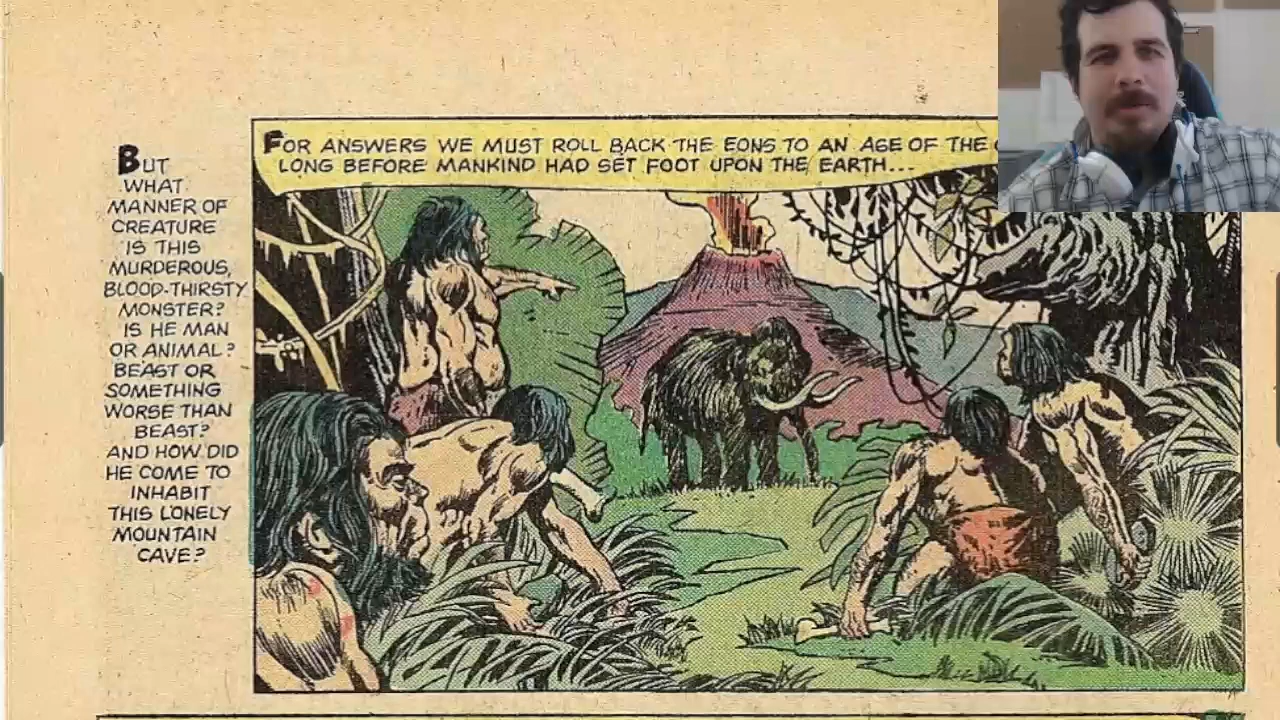 BUT
WHAT
MANNER OF
CREATURE
IS THIS
MURDEROUS,
BLOOD-THIRSTY
MONSTER?
IS HE MAN
OR ANIMAL?
BEAST OR
SOMETHING
WORSE THAN
BEAST?
AND HOW DID
HE COME TO
INHABIT
THIS LONELY
MOUNTAIN
CAVE?
FOR ANSWERS WE MUST ROLL BACK THE EONS TO AN AGE OF THE
LONG BEFORE MANKIND HAD SET FOOT UPON THE EARTH...